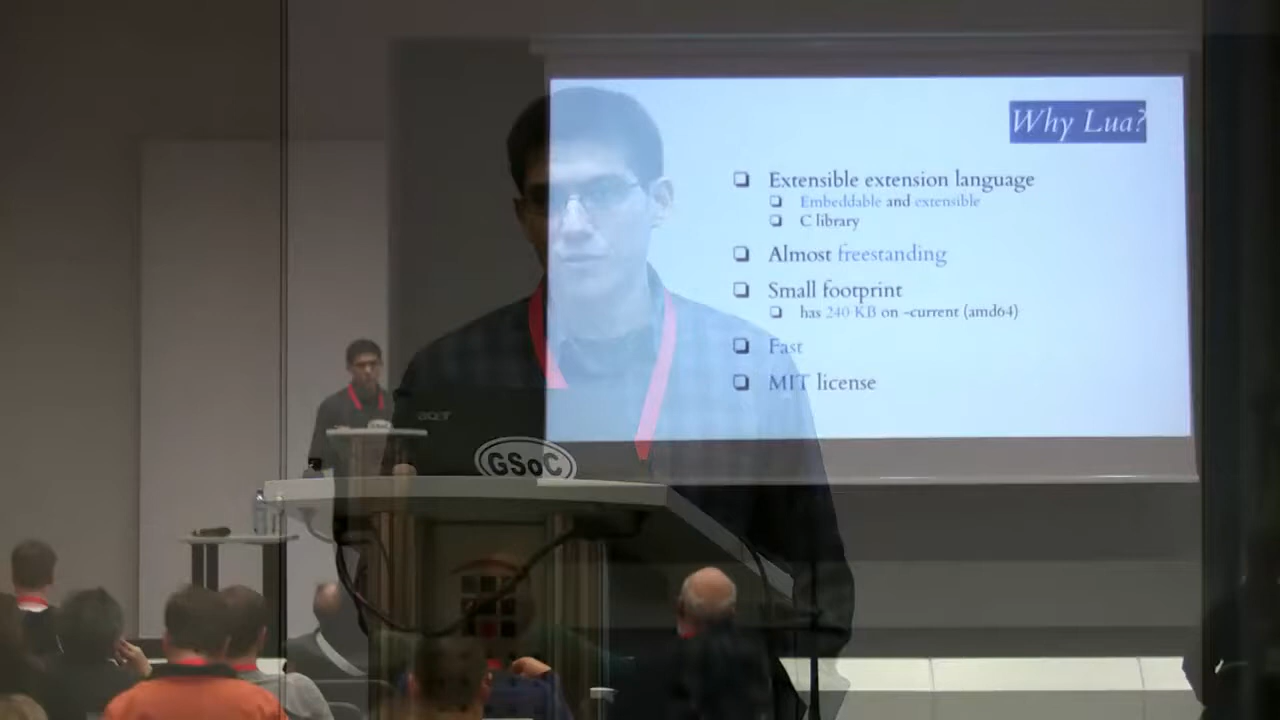 Why Lua?
Extensible extension language
Embeddable and extensible
C library
Almost freestanding
Small footprint
has 240 KB on -current (amd64)
Fast
MIT license
acer
GSoC